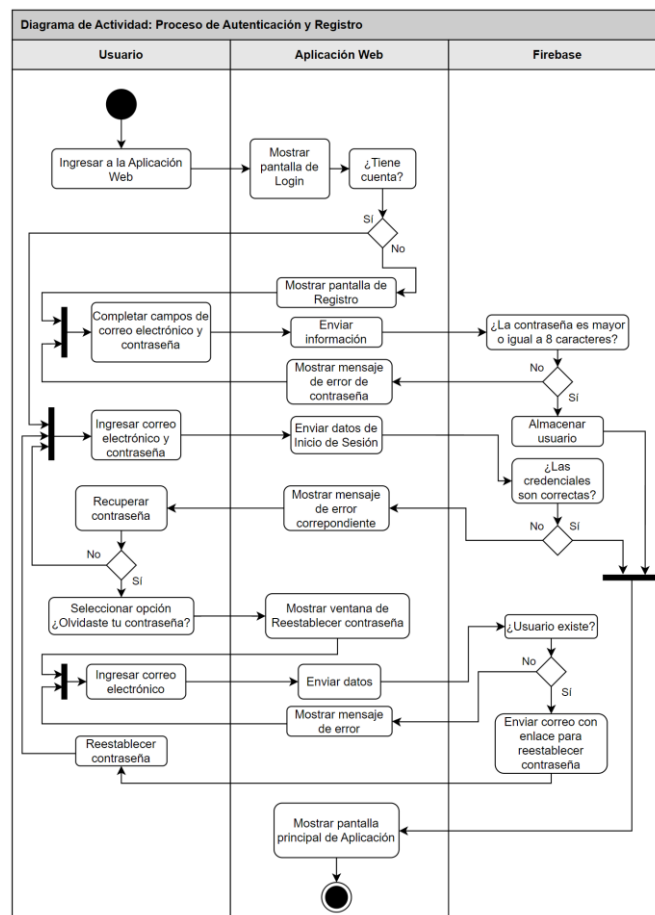 Diagrama de Actividad: Proceso de Autenticación y Registro
Usuario
Aplicación Web
Firebase
Ingresar a la Aplicación
Web
Mostrar
pantalla de
Login
¿Tiene
cuenta?
Sí
No
Mostrar pantalla de
Registro
Completar campos de
correo electrónico y
contraseña
Enviar
información
¿La contraseña es mayor
o igual a 8 caracteres?
No
Sí
Mostrar mensaje
de error de
contraseña
Almacenar
usuario
Ingresar correo
electrónico y
contraseña
Enviar datos de
Inicio de Sesión
¿Las
credenciales
son correctas?
No
Sí
Mostrar mensaje
de error
correpondiente
Recuperar
contraseña
No
Sí
Seleccionar opción
¿Olvidaste tu contraseña?
Mostrar ventana de
Reestablecer contraseña
¿Usuario existe?
No
Sí
Ingresar correo
electrónico
Enviar datos
Mostrar mensaje
de error
Enviar correo con
enlace para
reestablecer
contraseña
Reestablecer
contraseña
Mostrar pantalla
principal de Aplicación